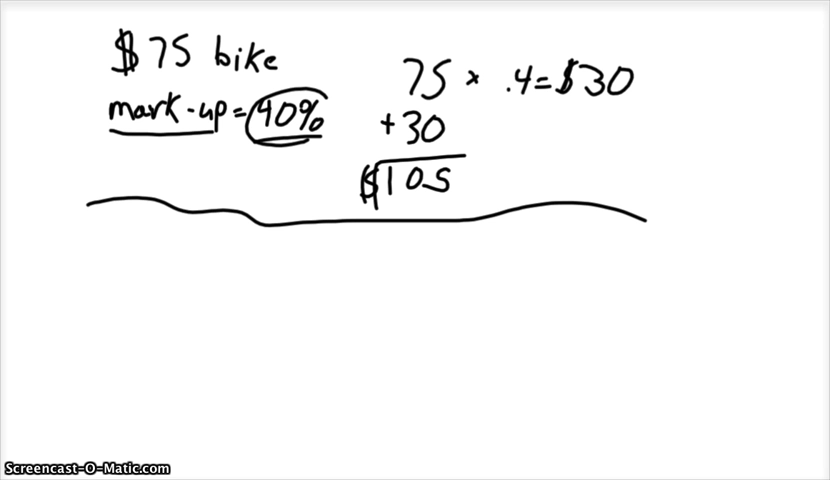 $75 bike
mark-up = 40%
75 × .4 = $30
+30
$105
Screencast-O-Matic.com